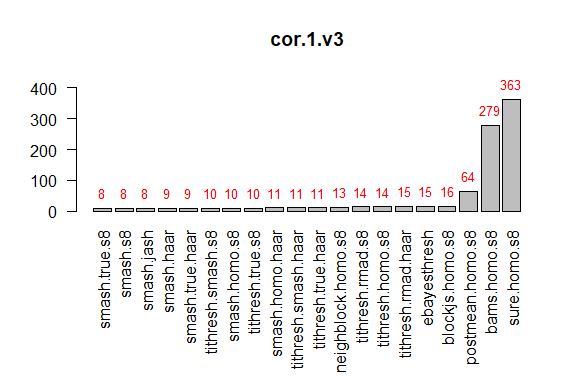 cor.1.v3
400
300
200
100
0
8
8
8
9
9
10
10
10
11
11
11
13
14
14
15
15
16
64
279
363
smash.true.s8
smash.s8
smash.jash
smash.haar
smash.true.haar
tithresh.smash.s8
smash.homo.s8
tithresh.true.s8
smash.homo.haar
tithresh.smash.haar
tithresh.true.haar
neighblock.homo.s8
tithresh.rmad.s8
tithresh.homo.s8
tithresh.rmad.haar
ebayesthresh
blockjs.homo.s8
postmean.homo.s8
bams.homo.s8
sure.homo.s8